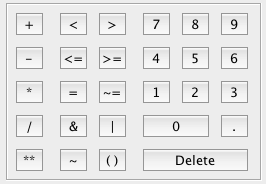 + < > 7 8 9
- <= >= 4 5 6
* = ~= 1 2 3
/ & | 0 .
** ~ () Delete